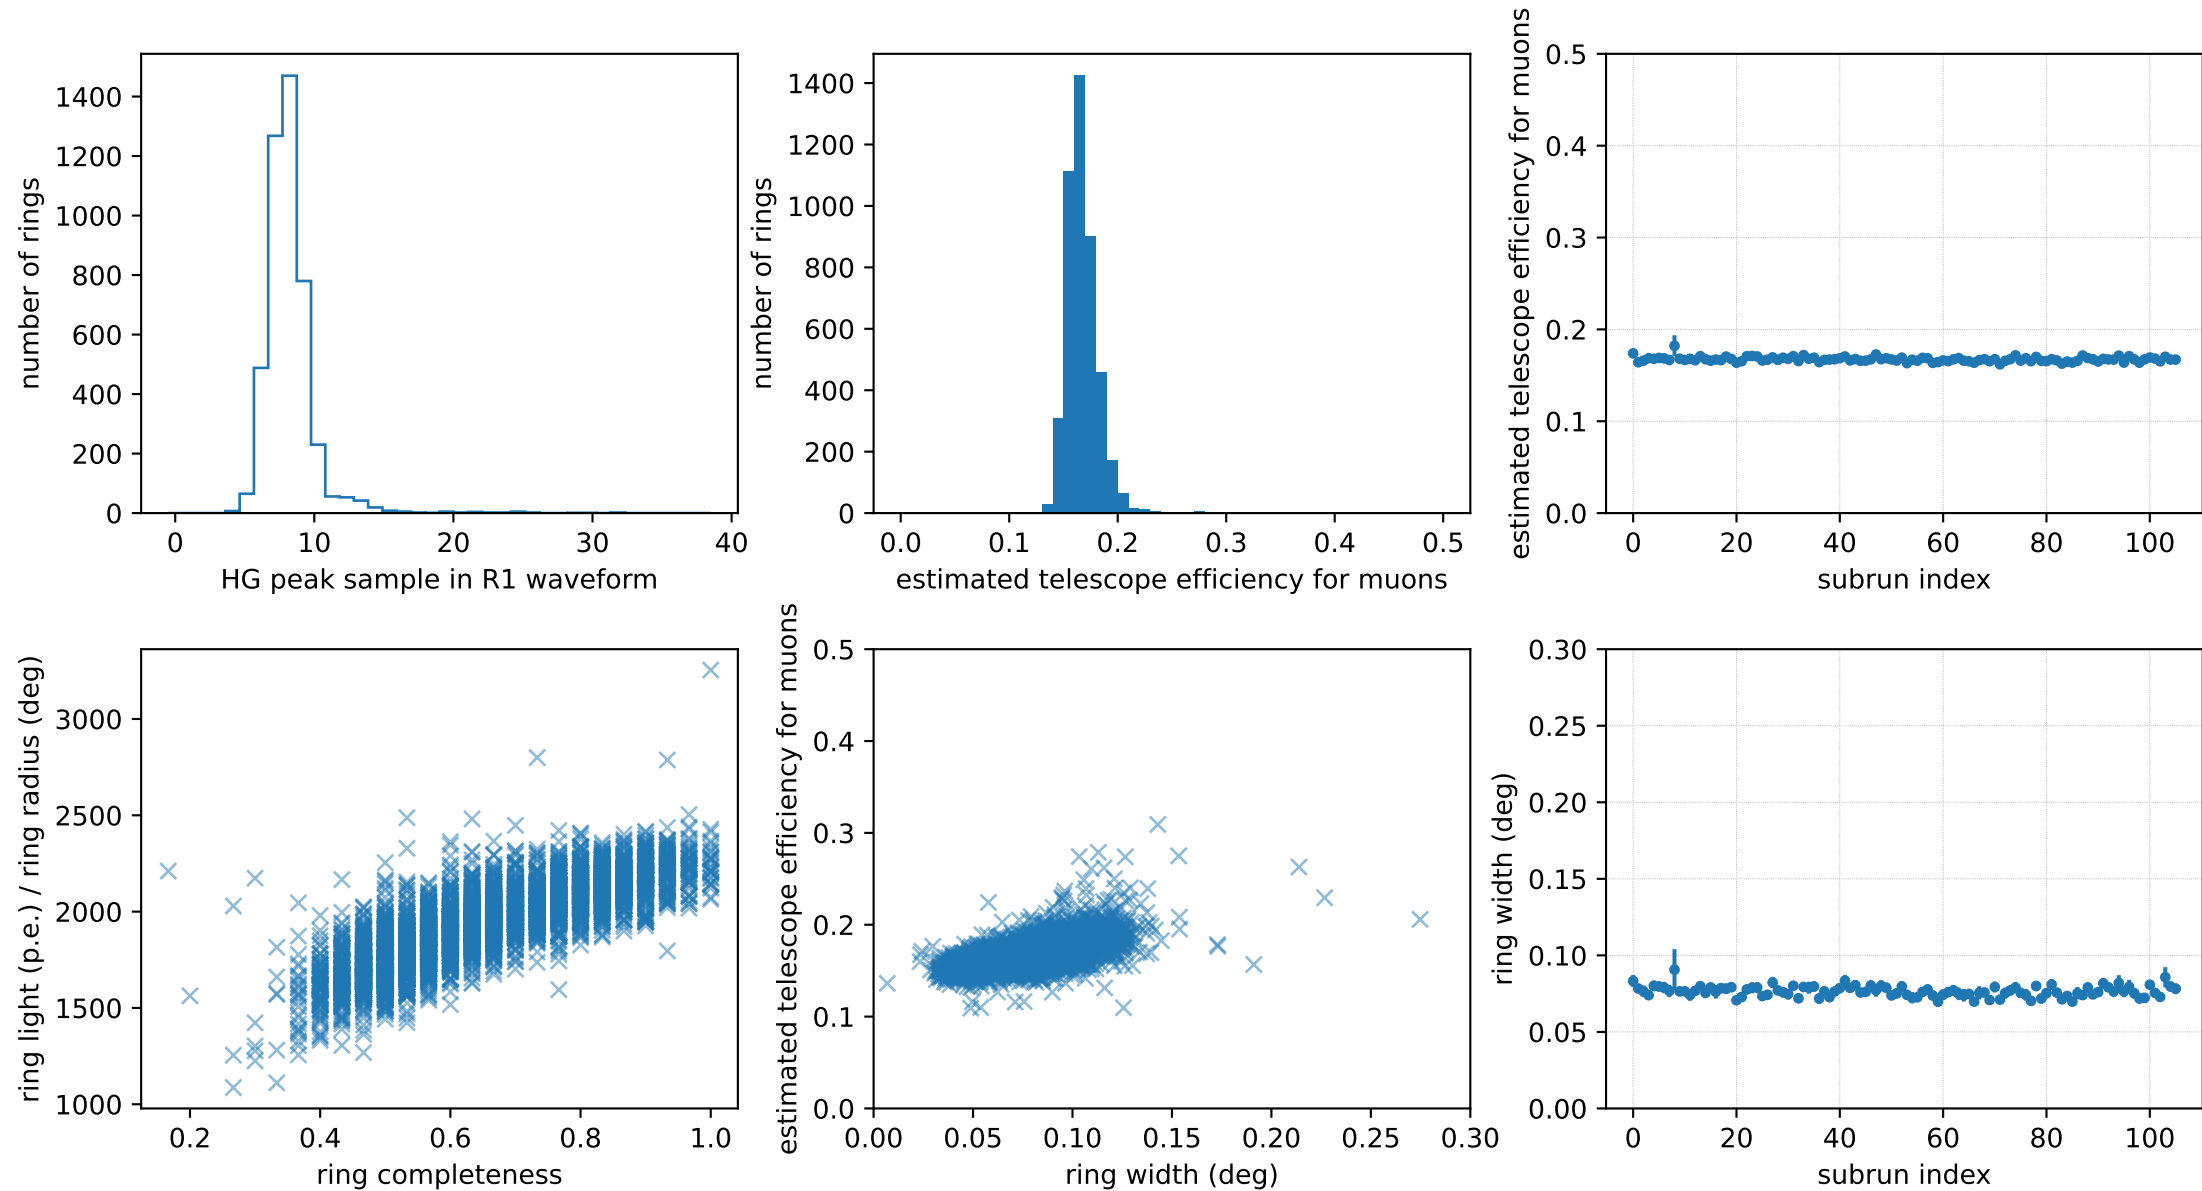 number of rings
1400
1200
1000
800
600
400
200
0
0 10 20 30 40
HG peak sample in R1 waveform
number of rings
1400
1200
1000
800
600
400
200
0
0.0 0.1 0.2 0.3 0.4 0.5
estimated telescope efficiency for muons
estimated telescope efficiency for muons
0.5
0.4
0.3
0.2
0.1
0.0
0 20 40 60 80 100
subrun index
ring light (p.e.) / ring radius (deg)
3000
2500
2000
1500
1000
0.2 0.4 0.6 0.8 1.0
ring completeness
estimated telescope efficiency for muons
0.5
0.4
0.3
0.2
0.1
0.0
0.00 0.05 0.10 0.15 0.20 0.25 0.30
ring width (deg)
ring width (deg)
0.30
0.25
0.20
0.15
0.10
0.05
0.00
0 20 40 60 80 100
subrun index